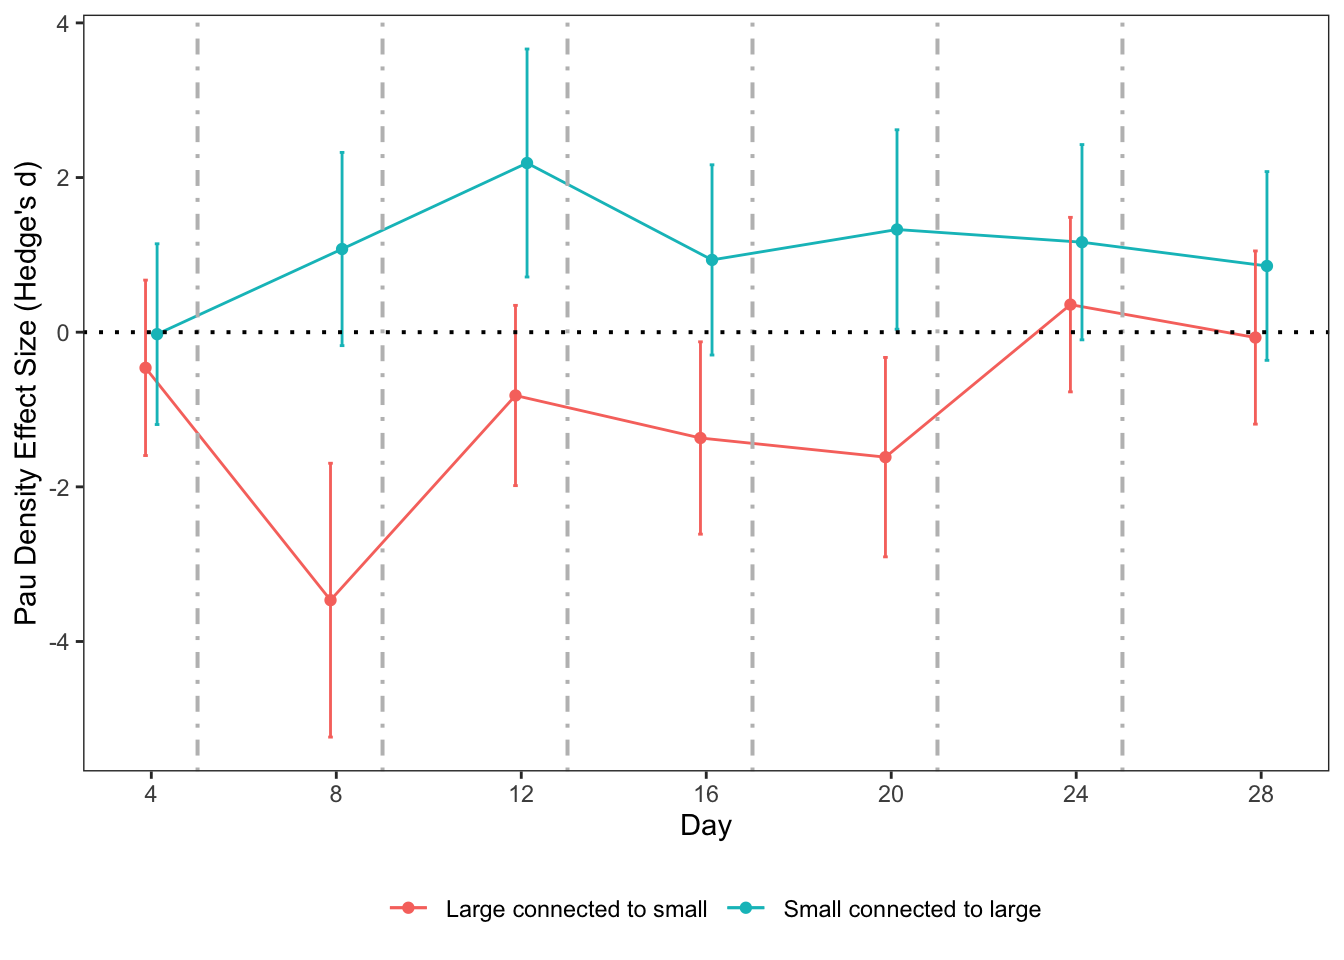 Pau Density Effect Size (Hedge's d)
4
2
0
-2
-4
4 8 12 16 20 24 28
Day
Large connected to small Small connected to large